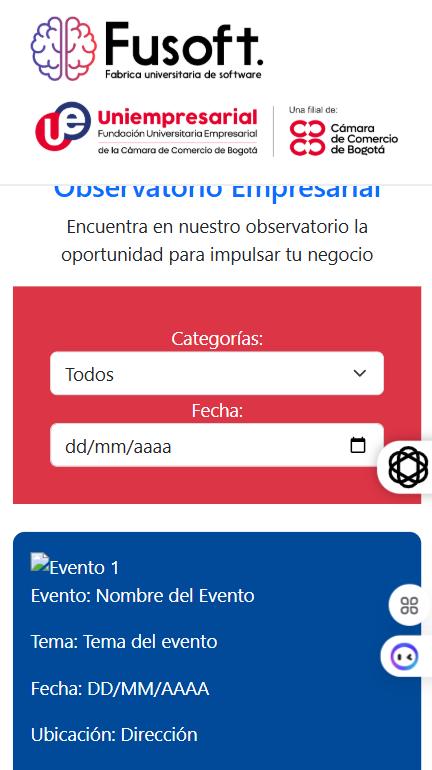 Fusoft.
Fabrica universitaria de software
Uniempresarial
Fundación Universitaria Empresarial
de la Cámara de Comercio de Bogotá
Una filial de:
Cámara
de Comercio
de Bogotá
Observatorio Empresarial
Encuentra en nuestro observatorio la
oportunidad para impulsar tu negocio
Categorías:
Todos
Fecha:
dd/mm/aaaa
Evento 1
Evento: Nombre del Evento
Tema: Tema del evento
Fecha: DD/MM/AAAA
Ubicación: Dirección